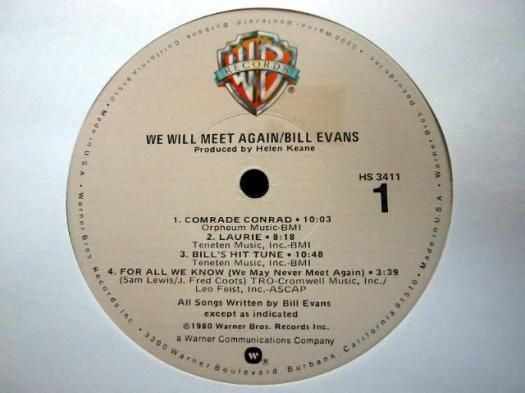 WB
RECORDS
®
WE WILL MEET AGAIN/BILL EVANS
Produced by Helen Keane
HS 3411
1
1. COMRADE CONRAD • 10:03
Orpheum Music-BMI
2. LAURIE • 8:18
Teneten Music, Inc.-BMI
3. BILL'S HIT TUNE • 10:48
Teneten Music, Inc.-BMI
4. FOR ALL WE KNOW (We May Never Meet Again) • 3:39
(Sam Lewis/J. Fred Coots) TRO-Cromwell Music, Inc./
Leo Feist, Inc.-ASCAP
All Songs Written by Bill Evans
except as indicated
©1980 Warner Bros. Records Inc.
a Warner Communications Company
W
®
Warner Bros. Records Inc. • 3300 Warner Boulevard, Burbank, California 91510 • Made in U.S.A. •